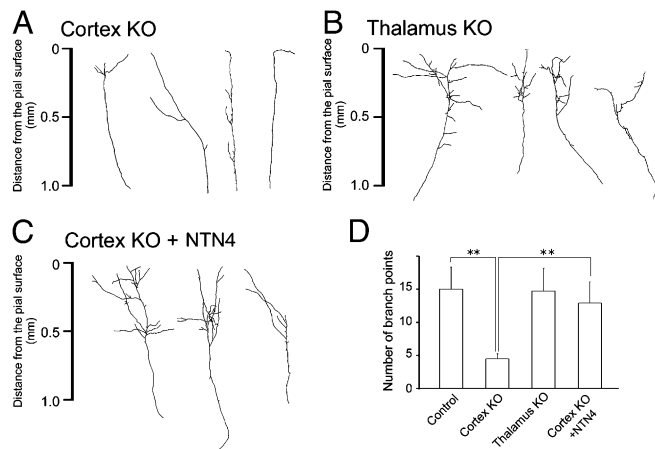 A Cortex KO
0
0.5
1.0
Distance from the pial surface
(mm)
B Thalamus KO
0
0.5
1.0
Distance from the pial surface
(mm)
C Cortex KO + NTN4
0
0.5
1.0
Distance from the pial surface
(mm)
D
** **
Number of branch points
15
10
5
0
Control
Cortex KO
Thalamus KO
Cortex KO
+NTN4